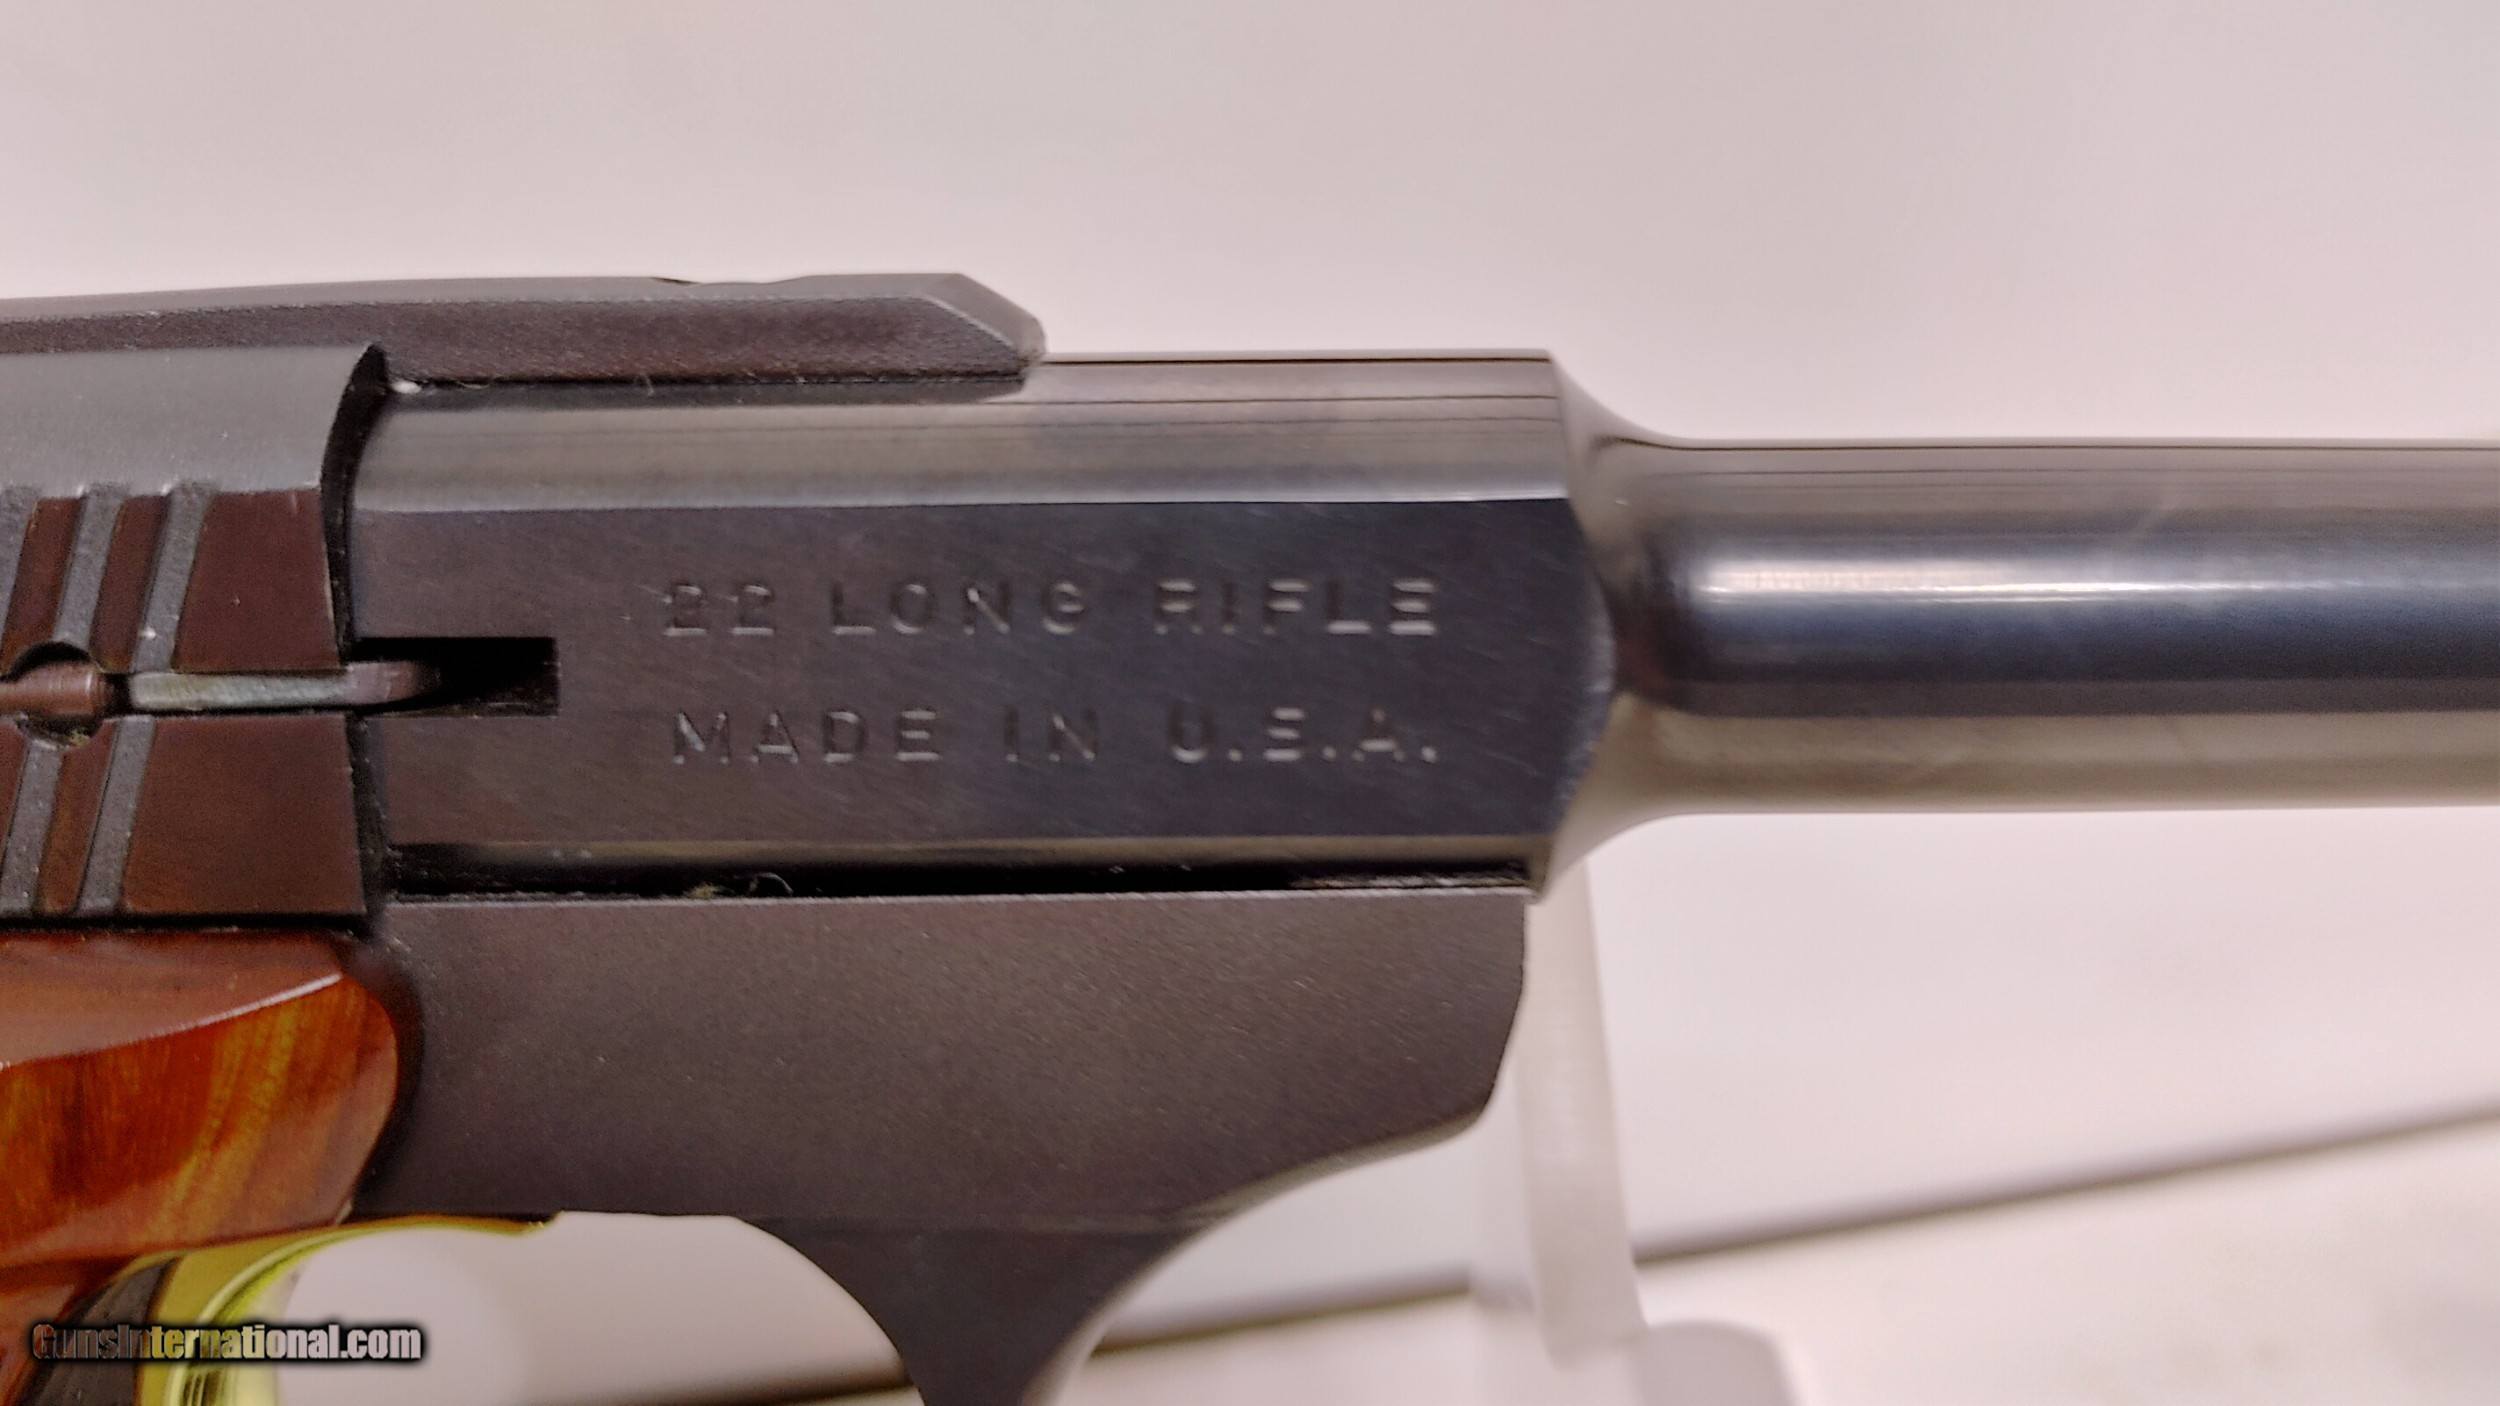 22 LONG RIFLE
MADE IN U.S.A.
GunsInternational.com